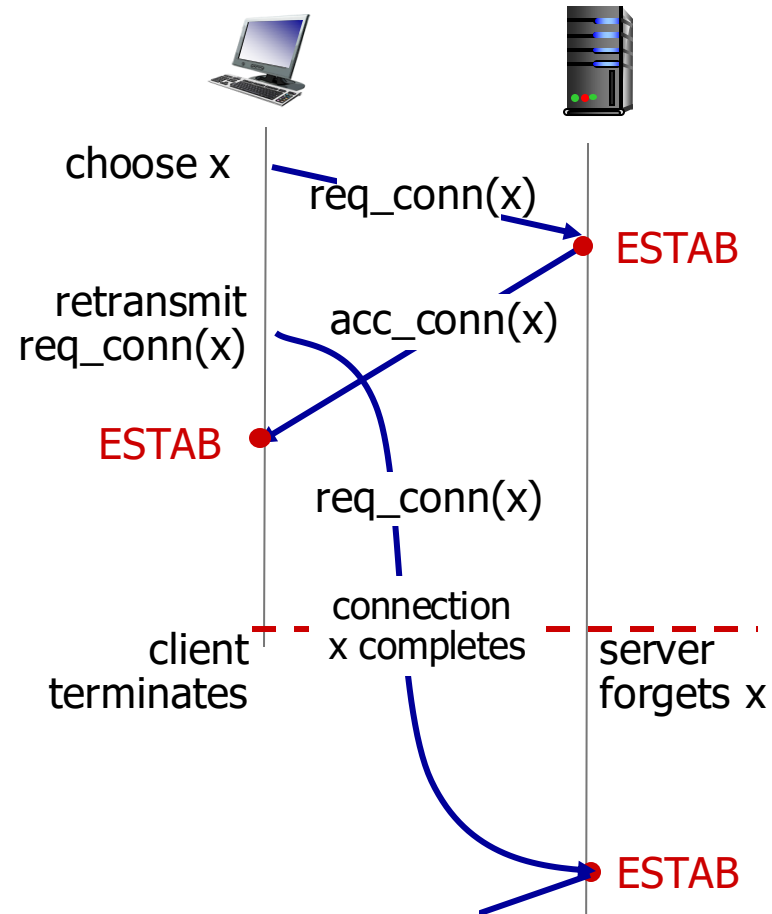 choose x
req_conn(x)
ESTAB
retransmit
req_conn(x)
acc_conn(x)
ESTAB
req_conn(x)
connection
x completes
client
terminates
server
forgets x
ESTAB